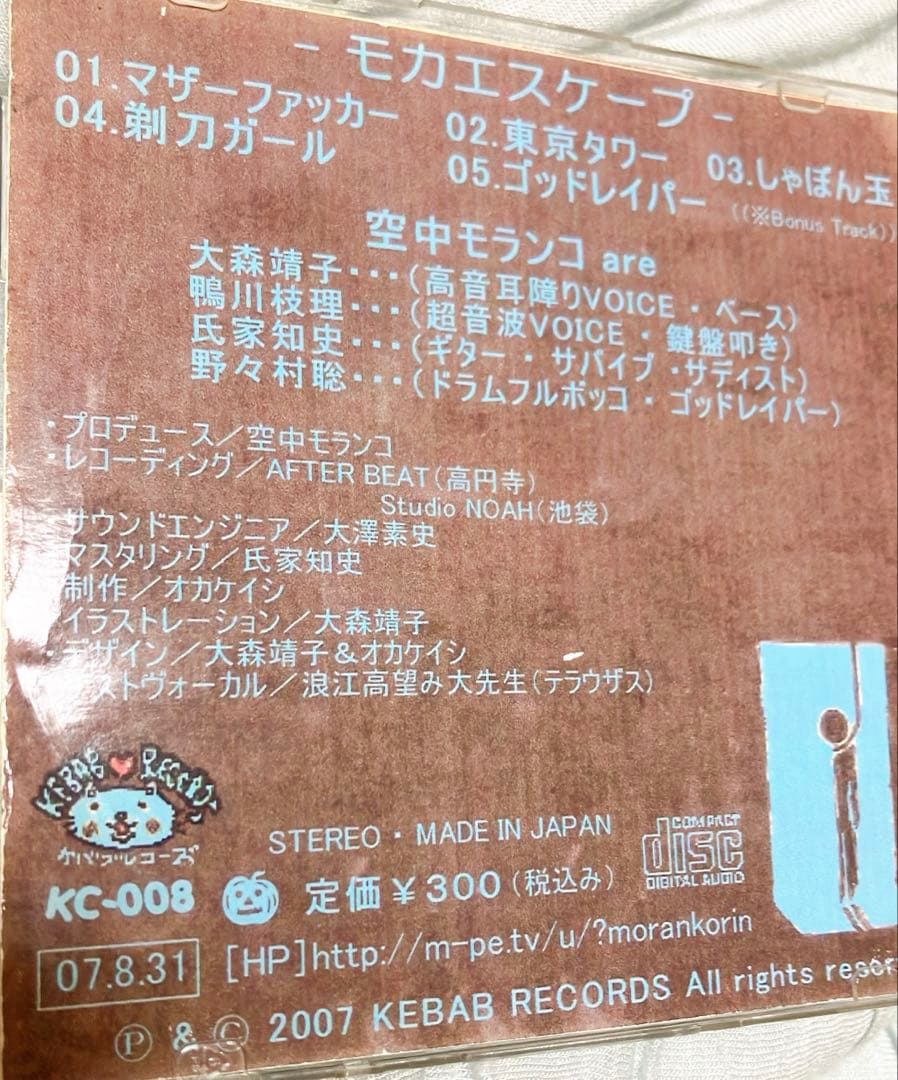 - モカエスケープ -
01.マザーファッカー 02.東京タワー 03.しゃぼん玉
04.剃刀ガール 05.ゴッドレイパー ((※Bonus Track))
空中モランコ are
大森靖子・・・(高音耳障りVOICE・ベース)
鴨川枝理・・・(超音波VOICE・鍵盤叩き)
氏家知史・・・(ギター・サパイプ・サディスト)
野々村聡・・・(ドラムフルボッコ・ゴッドレイパー)
・プロデュース/空中モランコ
・レコーディング/AFTER BEAT(高円寺)
Studio NOAH(池袋)
サウンドエンジニア/大澤素史
マスタリング/氏家知史
制作/オカケイシ
イラストレーション/大森靖子
・デザイン/大森靖子&オカケイシ
ストヴォーカル/浪江高望み大先生(テラウザス)
KEBAB RECORDS
ケバブレコーズ
STEREO・MADE IN JAPAN
COMPACT
disc
DIGITAL AUDIO
KC-008 定価¥300(税込み)
07.8.31 [HP]http://m-pe.tv/u/?morankorin
Ⓟ & Ⓒ 2007 KEBAB RECORDS All rights reser